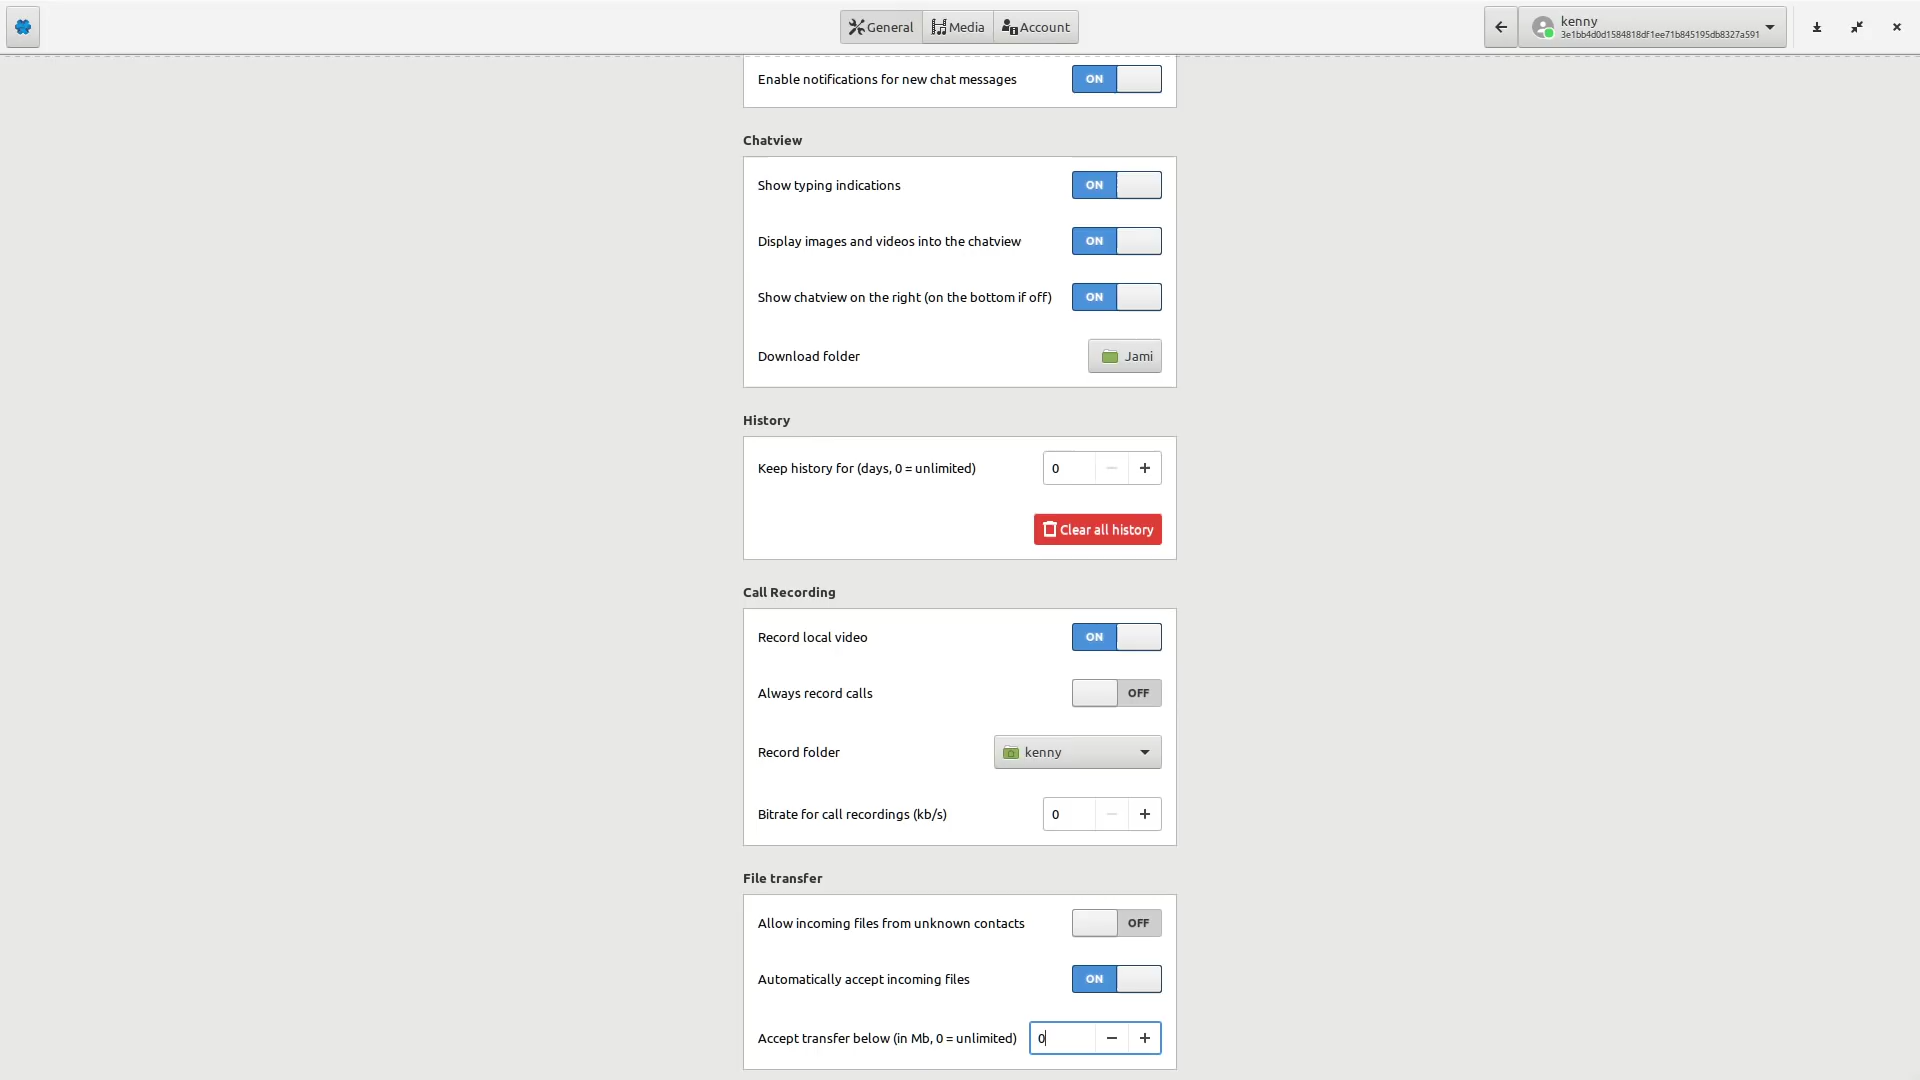 General
Media
Account
kenny
3e1bb4d0d1584818df1ee71b845195db8327a591
Enable notifications for new chat messages
ON
Chatview
Show typing indications
ON
Display images and videos into the chatview
ON
Show chatview on the right (on the bottom if off)
ON
Download folder
Jami
History
Keep history for (days, 0 = unlimited)
0
Clear all history
Call Recording
Record local video
ON
Always record calls
OFF
Record folder
kenny
Bitrate for call recordings (kb/s)
0
File transfer
Allow incoming files from unknown contacts
OFF
Automatically accept incoming files
ON
Accept transfer below (in Mb, 0 = unlimited)
0